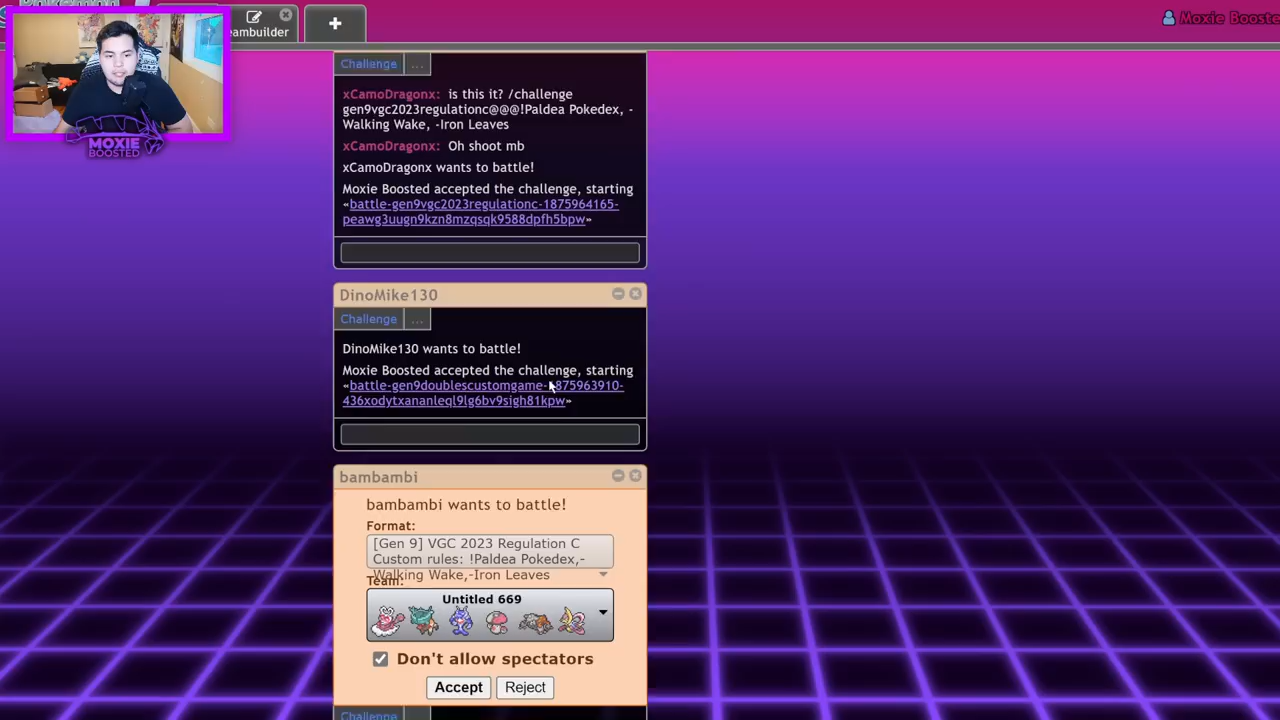 eambuilder
+
Moxie Booste
MOXIE
BOOSTED
Challenge
...
xCamoDragonx: is this it? /challenge
gen9vgc2023regulationc@@@!Paldea Pokedex, -
Walking Wake, -Iron Leaves
xCamoDragonx: Oh shoot mb
xCamoDragonx wants to battle!
Moxie Boosted accepted the challenge, starting
«battle-gen9vgc2023regulationc-1875964165-
peawg3uugn9kzn8mzqsqk9588dpfh5bpw»
DinoMike130
Challenge
...
DinoMike130 wants to battle!
Moxie Boosted accepted the challenge, starting
«battle-gen9doublescustomgame-1875963910-
436xodytxananleql9lg6bv9sigh81kpw»
bambambi
bambambi wants to battle!
Format:
[Gen 9] VGC 2023 Regulation C
Custom rules: !Paldea Pokedex,-
Walking Wake,-Iron Leaves
Team:
Untitled 669
Don't allow spectators
Accept
Reject
Challenge
...